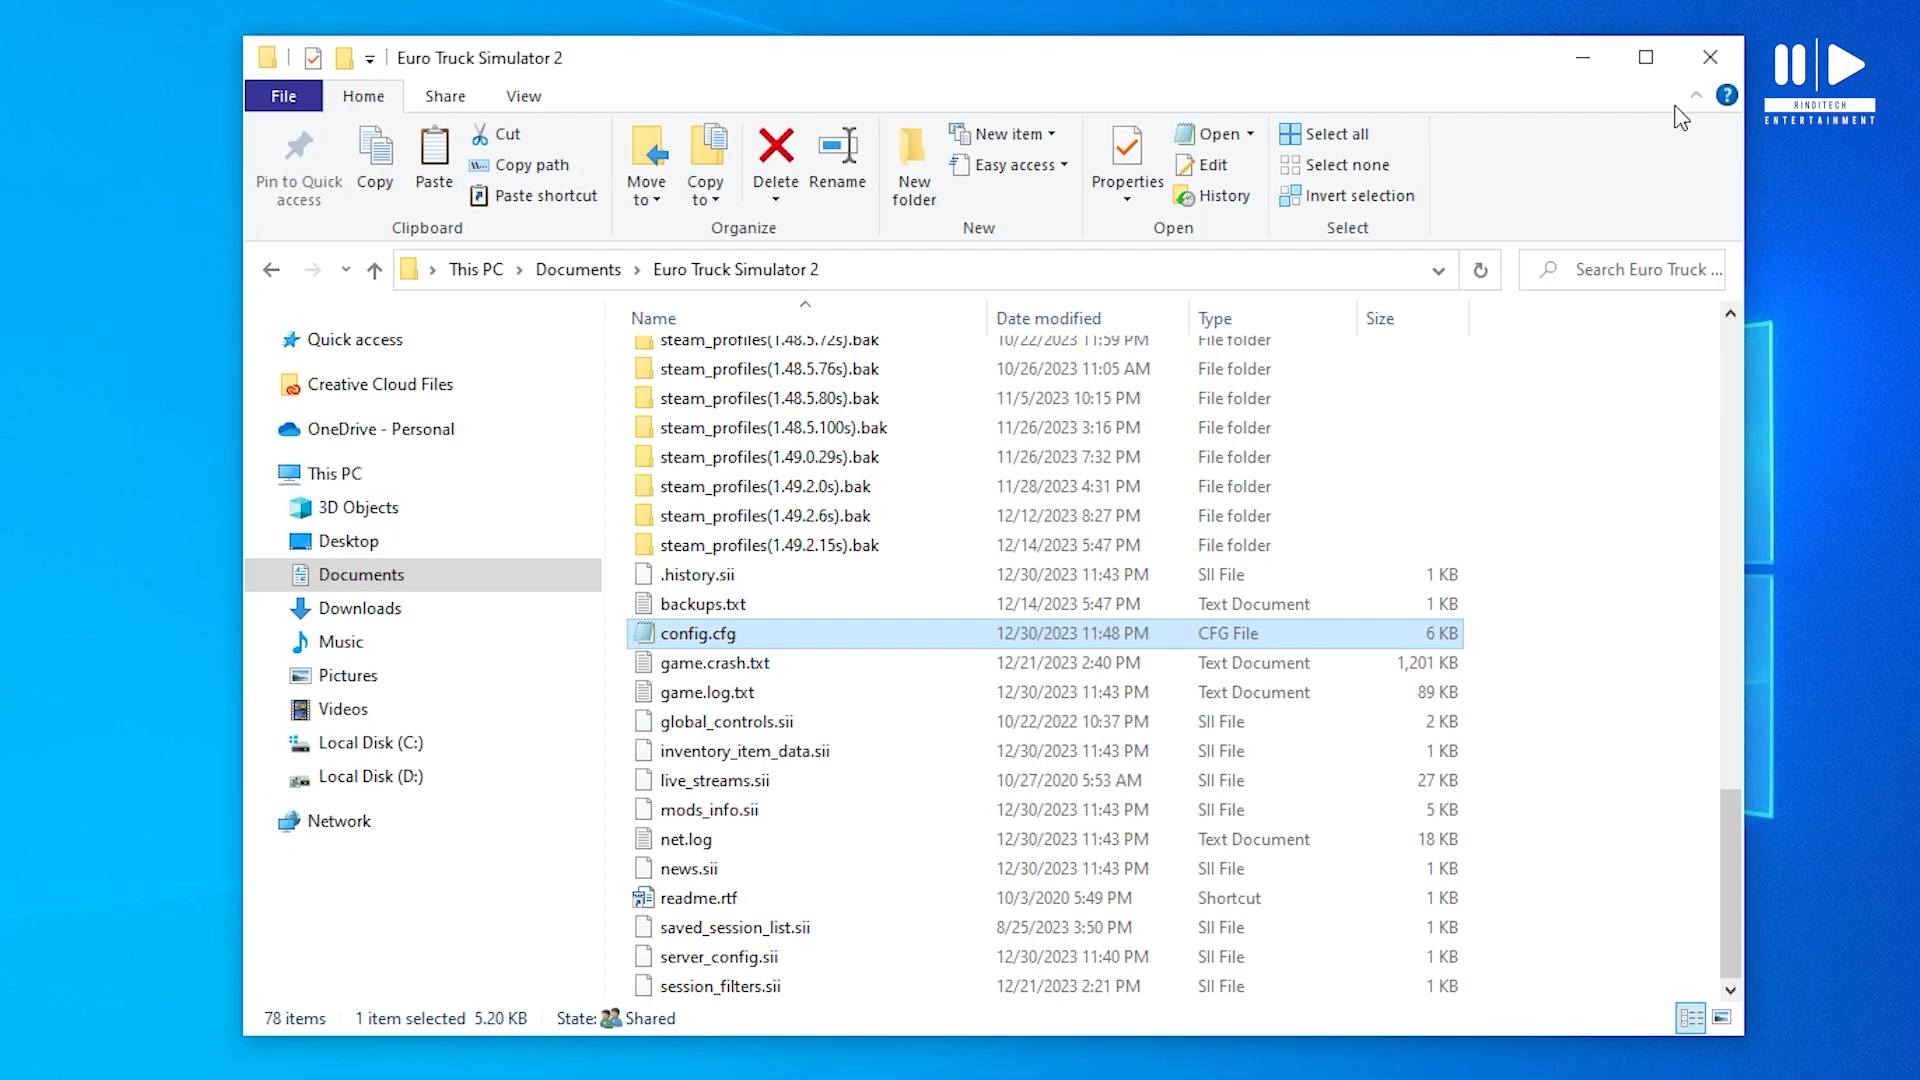 Euro Truck Simulator 2
File Home Share View
RINDITECH
ENTERTAINMENT
Pin to Quick access
Copy
Paste
Cut
Copy path
Paste shortcut
Clipboard
Move to
Copy to
Delete
Rename
Organize
New folder
New item
Easy access
New
Properties
Open
Edit
History
Open
Select all
Select none
Invert selection
Select
This PC > Documents > Euro Truck Simulator 2
Search Euro Truck ...
Quick access
Creative Cloud Files
OneDrive - Personal
This PC
3D Objects
Desktop
Documents
Downloads
Music
Pictures
Videos
Local Disk (C:)
Local Disk (D:)
Network
Name Date modified Type Size
steam_profiles(1.48.5.72s).bak 10/22/2023 11:59 PM File folder
steam_profiles(1.48.5.76s).bak 10/26/2023 11:05 AM File folder
steam_profiles(1.48.5.80s).bak 11/5/2023 10:15 PM File folder
steam_profiles(1.48.5.100s).bak 11/26/2023 3:16 PM File folder
steam_profiles(1.49.0.29s).bak 11/26/2023 7:32 PM File folder
steam_profiles(1.49.2.0s).bak 11/28/2023 4:31 PM File folder
steam_profiles(1.49.2.6s).bak 12/12/2023 8:27 PM File folder
steam_profiles(1.49.2.15s).bak 12/14/2023 5:47 PM File folder
.history.sii 12/30/2023 11:43 PM SII File 1 KB
backups.txt 12/14/2023 5:47 PM Text Document 1 KB
config.cfg 12/30/2023 11:48 PM CFG File 6 KB
game.crash.txt 12/21/2023 2:40 PM Text Document 1,201 KB
game.log.txt 12/30/2023 11:43 PM Text Document 89 KB
global_controls.sii 10/22/2022 10:37 PM SII File 2 KB
inventory_item_data.sii 12/30/2023 11:43 PM SII File 1 KB
live_streams.sii 10/27/2020 5:53 AM SII File 27 KB
mods_info.sii 12/30/2023 11:43 PM SII File 5 KB
net.log 12/30/2023 11:43 PM Text Document 18 KB
news.sii 12/30/2023 11:43 PM SII File 1 KB
readme.rtf 10/3/2020 5:49 PM Shortcut 1 KB
saved_session_list.sii 8/25/2023 3:50 PM SII File 1 KB
server_config.sii 12/30/2023 11:40 PM SII File 1 KB
session_filters.sii 12/21/2023 2:21 PM SII File 1 KB
78 items 1 item selected 5.20 KB State: Shared